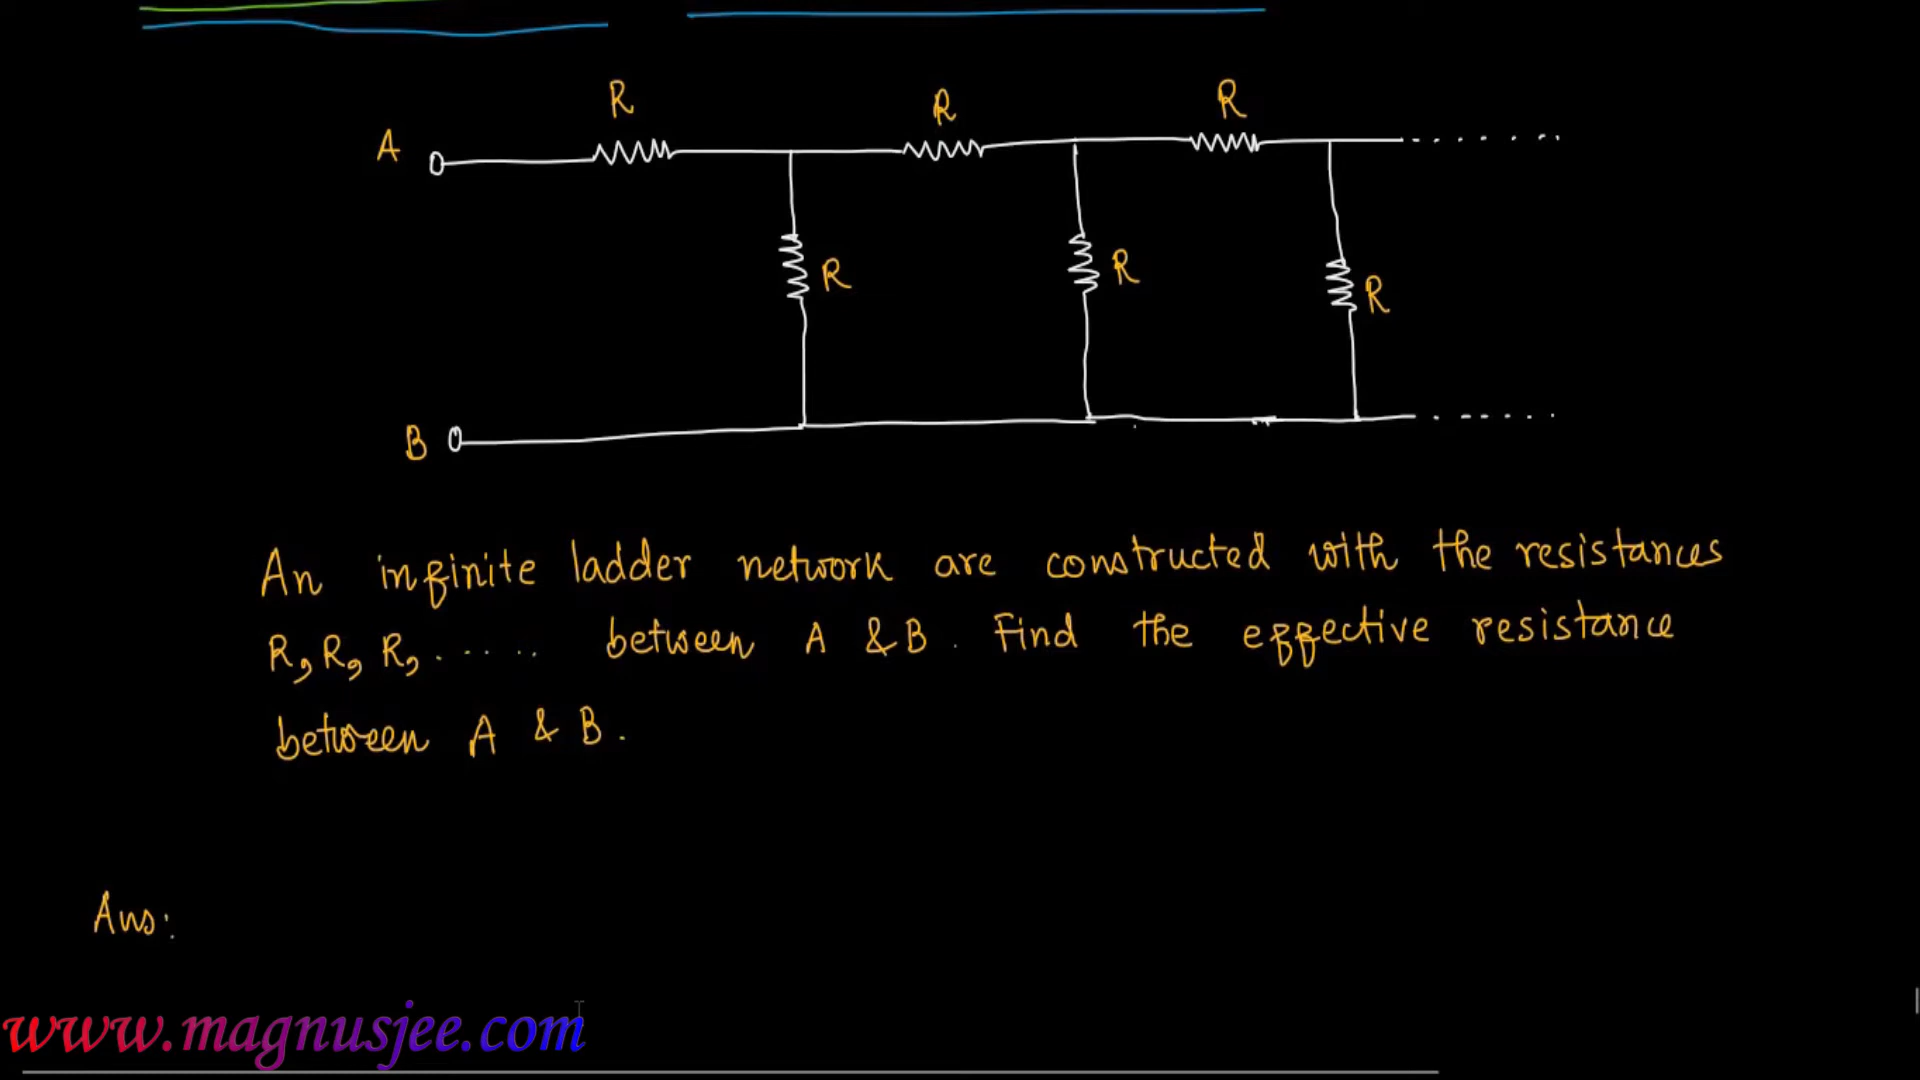 R R R
A
R R R
B
An infinite ladder network are constructed with the resistances
R, R, R, ..... between A & B. Find the effective resistance
between A & B.
Ans:
www.magnusjee.com